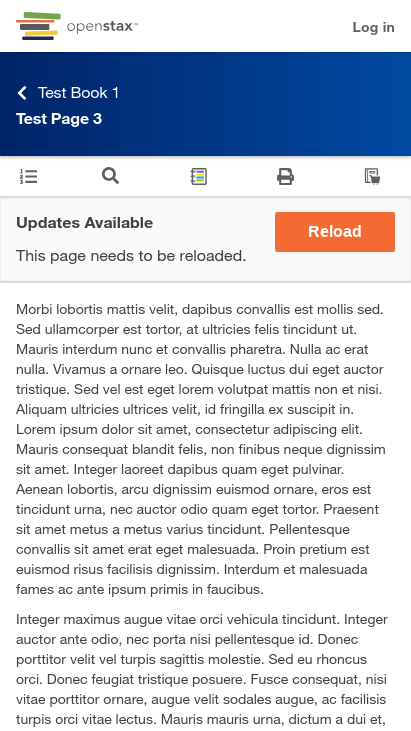 openstax™
Log in
Test Book 1
Test Page 3
Updates Available
Reload
This page needs to be reloaded.
Morbi lobortis mattis velit, dapibus convallis est mollis sed.
Sed ullamcorper est tortor, at ultricies felis tincidunt ut.
Mauris interdum nunc et convallis pharetra. Nulla ac erat
nulla. Vivamus a ornare leo. Quisque luctus dui eget auctor
tristique. Sed vel est eget lorem volutpat mattis non et nisi.
Aliquam ultricies ultrices velit, id fringilla ex suscipit in.
Lorem ipsum dolor sit amet, consectetur adipiscing elit.
Mauris consequat blandit felis, non finibus neque dignissim
sit amet. Integer laoreet dapibus quam eget pulvinar.
Aenean lobortis, arcu dignissim euismod ornare, eros est
tincidunt urna, nec auctor odio quam eget tortor. Praesent
sit amet metus a metus varius tincidunt. Pellentesque
convallis sit amet erat eget malesuada. Proin pretium est
euismod risus facilisis dignissim. Interdum et malesuada
fames ac ante ipsum primis in faucibus.
Integer maximus augue vitae orci vehicula tincidunt. Integer
auctor ante odio, nec porta nisi pellentesque id. Donec
porttitor velit vel turpis sagittis molestie. Sed eu rhoncus
orci. Donec feugiat tristique posuere. Fusce consequat, nisi
vitae porttitor ornare, augue velit sodales augue, ac facilisis
turpis orci vitae lectus. Mauris mauris urna, dictum a dui et,